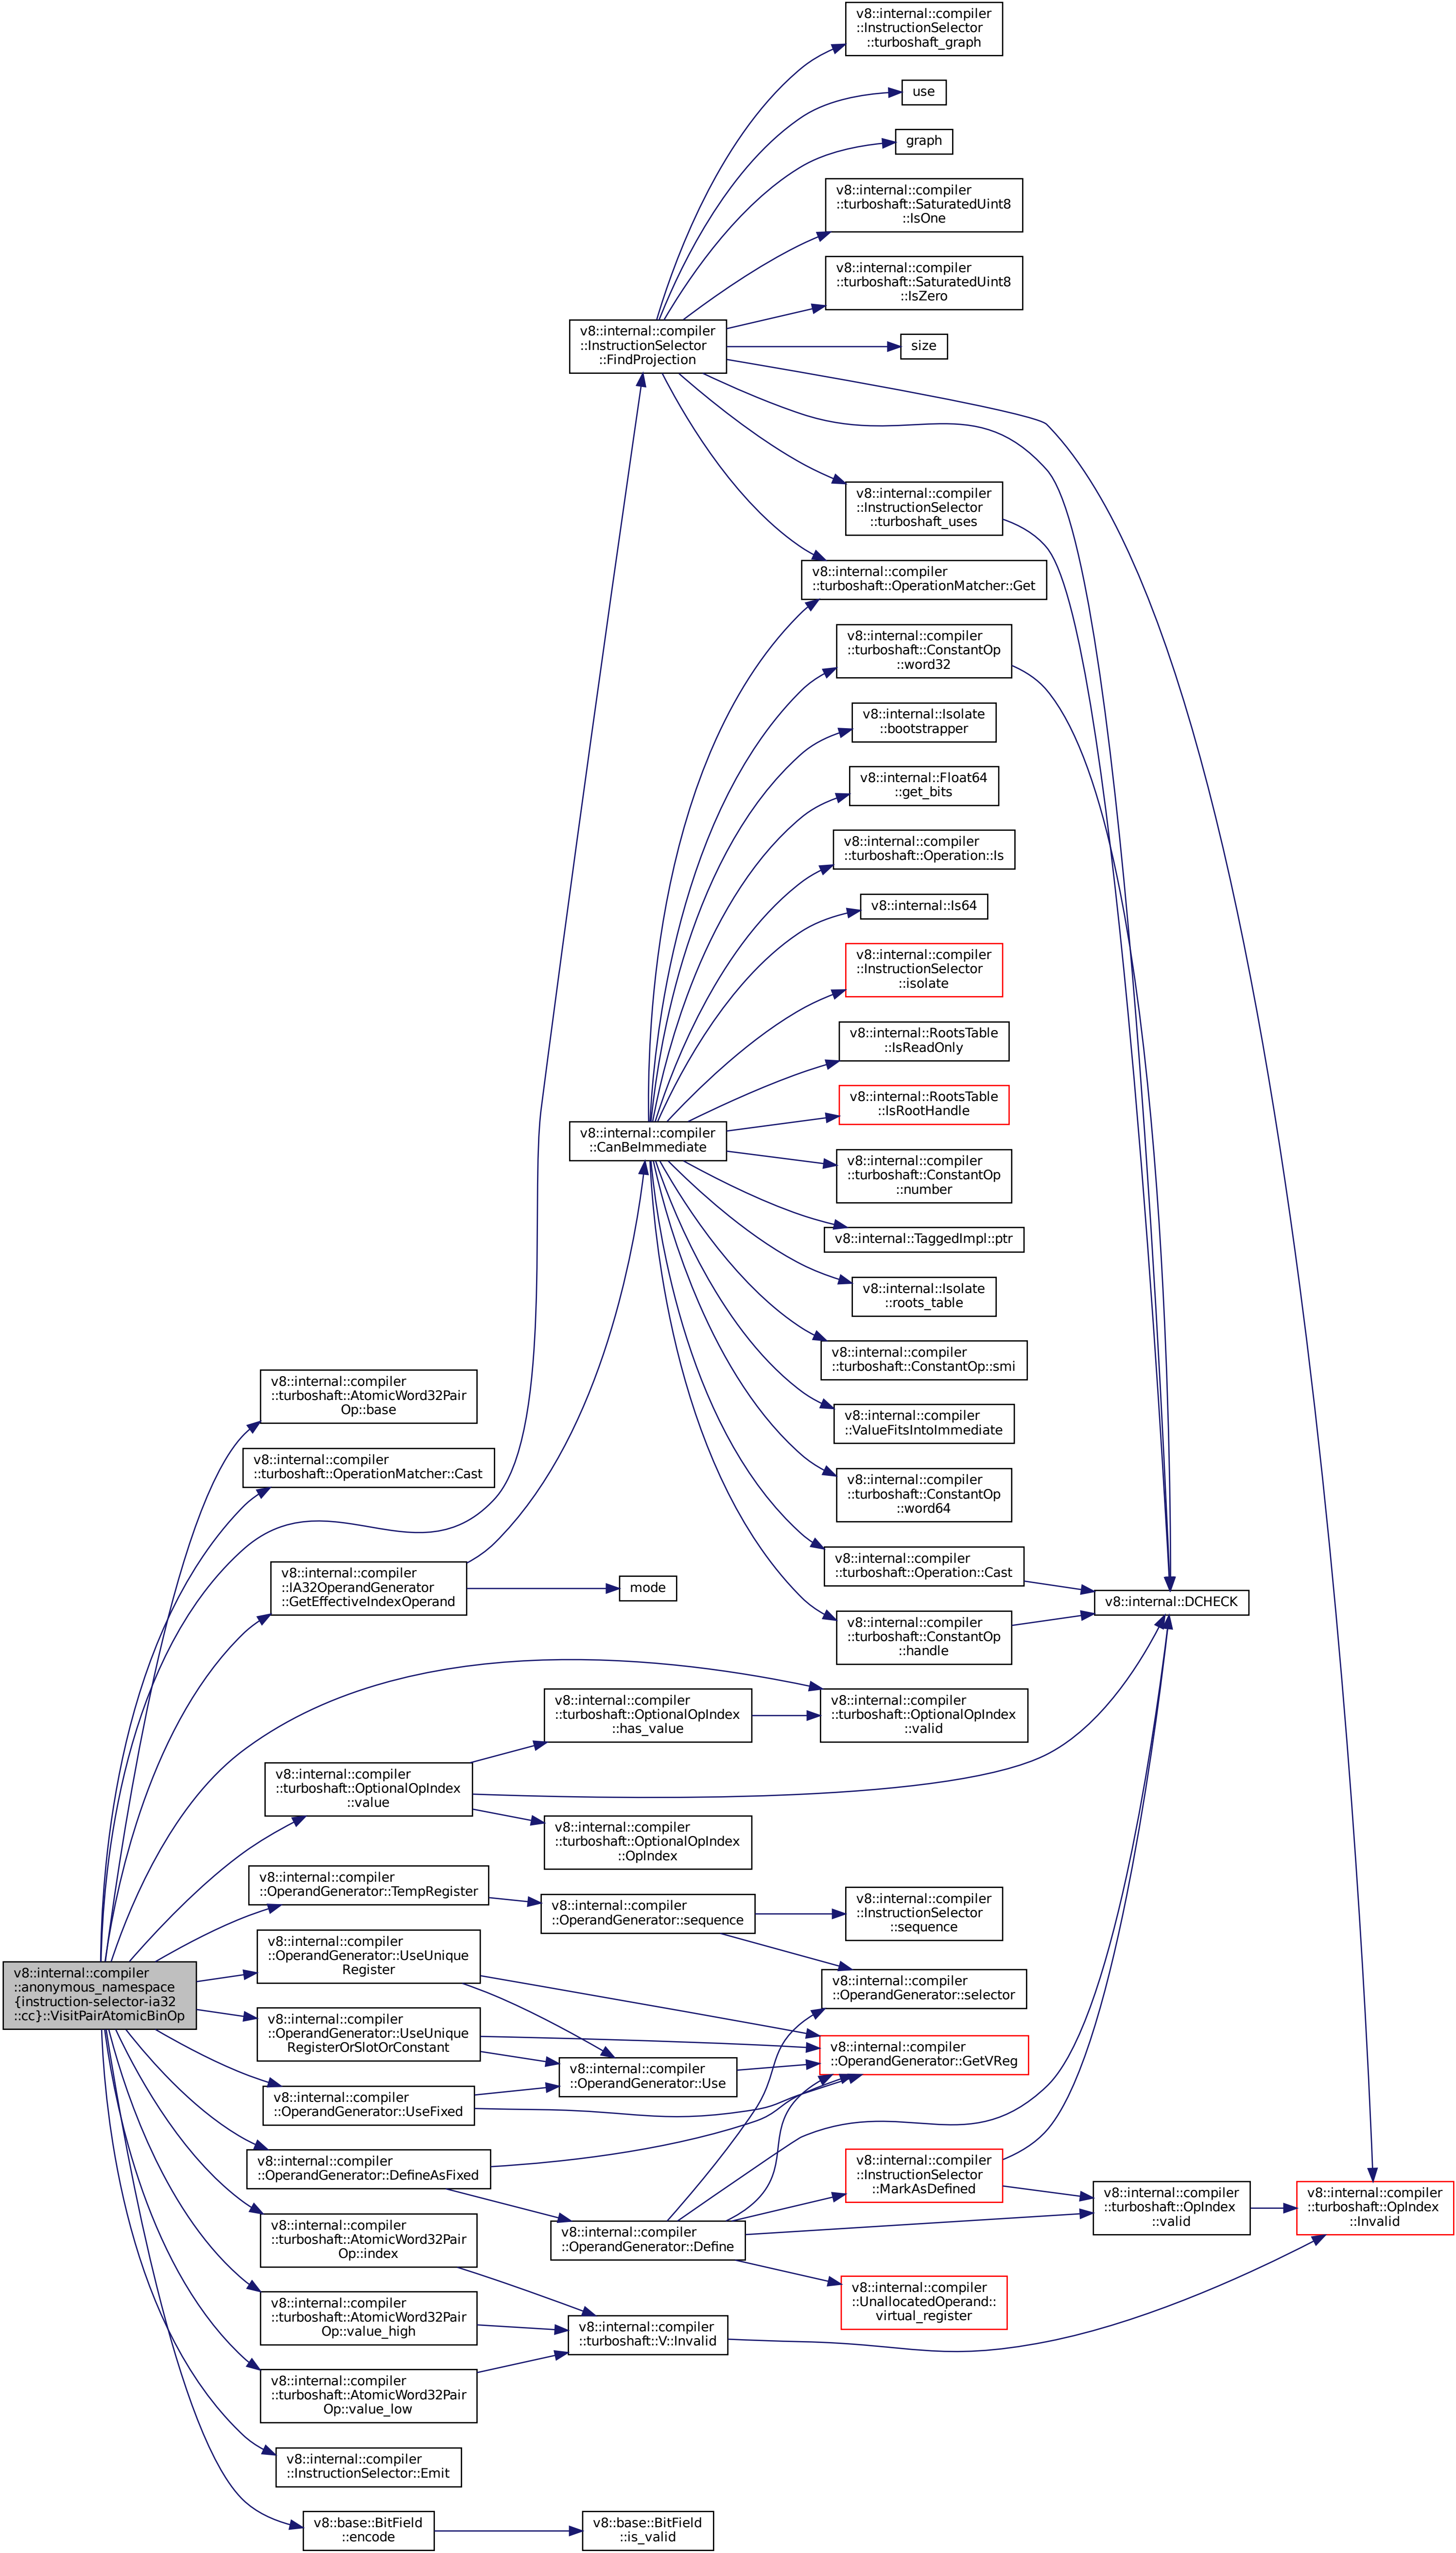 v8::internal::compiler
::InstructionSelector
::turboshaft_graph
use
graph
v8::internal::compiler
::turboshaft::SaturatedUint8
::IsOne
v8::internal::compiler
::turboshaft::SaturatedUint8
::IsZero
v8::internal::compiler
::InstructionSelector
::FindProjection
size
v8::internal::compiler
::InstructionSelector
::turboshaft_uses
v8::internal::compiler
::turboshaft::OperationMatcher::Get
v8::internal::compiler
::turboshaft::ConstantOp
::word32
v8::internal::Isolate
::bootstrapper
v8::internal::Float64
::get_bits
v8::internal::compiler
::turboshaft::Operation::Is
v8::internal::Is64
v8::internal::compiler
::InstructionSelector
::isolate
v8::internal::RootsTable
::IsReadOnly
v8::internal::RootsTable
::IsRootHandle
v8::internal::compiler
::CanBeImmediate
v8::internal::compiler
::turboshaft::ConstantOp
::number
v8::internal::TaggedImpl::ptr
v8::internal::Isolate
::roots_table
v8::internal::compiler
::turboshaft::ConstantOp::smi
v8::internal::compiler
::ValueFitsIntoImmediate
v8::internal::compiler
::turboshaft::ConstantOp
::word64
v8::internal::compiler
::turboshaft::Operation::Cast
v8::internal::compiler
::turboshaft::ConstantOp
::handle
v8::internal::DCHECK
v8::internal::compiler
::turboshaft::AtomicWord32Pair
Op::base
v8::internal::compiler
::turboshaft::OperationMatcher::Cast
v8::internal::compiler
::IA32OperandGenerator
::GetEffectiveIndexOperand
mode
v8::internal::compiler
::turboshaft::OptionalOpIndex
::has_value
v8::internal::compiler
::turboshaft::OptionalOpIndex
::valid
v8::internal::compiler
::turboshaft::OptionalOpIndex
::value
v8::internal::compiler
::turboshaft::OptionalOpIndex
::OpIndex
v8::internal::compiler
::OperandGenerator::TempRegister
v8::internal::compiler
::OperandGenerator::sequence
v8::internal::compiler
::InstructionSelector
::sequence
v8::internal::compiler
::OperandGenerator::UseUnique
Register
v8::internal::compiler
::anonymous_namespace
{instruction-selector-ia32
::cc}::VisitPairAtomicBinOp
v8::internal::compiler
::OperandGenerator::selector
v8::internal::compiler
::OperandGenerator::UseUnique
RegisterOrSlotOrConstant
v8::internal::compiler
::OperandGenerator::GetVReg
v8::internal::compiler
::OperandGenerator::Use
v8::internal::compiler
::OperandGenerator::UseFixed
v8::internal::compiler
::OperandGenerator::DefineAsFixed
v8::internal::compiler
::InstructionSelector
::MarkAsDefined
v8::internal::compiler
::turboshaft::OpIndex
::valid
v8::internal::compiler
::turboshaft::OpIndex
::Invalid
v8::internal::compiler
::turboshaft::AtomicWord32Pair
Op::index
v8::internal::compiler
::OperandGenerator::Define
v8::internal::compiler
::UnallocatedOperand::
virtual_register
v8::internal::compiler
::turboshaft::AtomicWord32Pair
Op::value_high
v8::internal::compiler
::turboshaft::V::Invalid
v8::internal::compiler
::turboshaft::AtomicWord32Pair
Op::value_low
v8::internal::compiler
::InstructionSelector::Emit
v8::base::BitField
::encode
v8::base::BitField
::is_valid